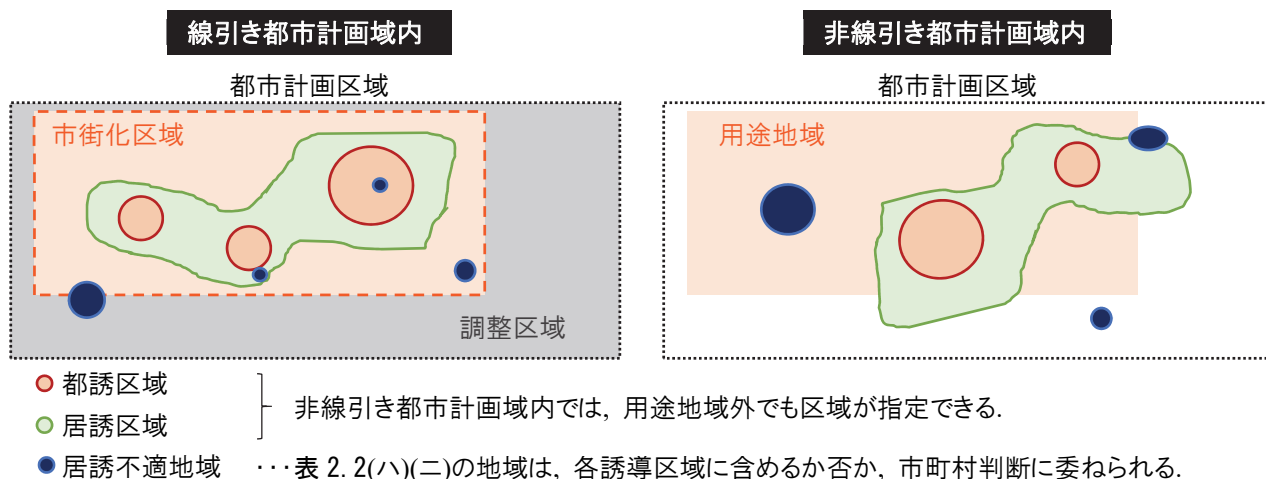 線引き都市計画域内
非線引き都市計画域内
都市計画区域
都市計画区域
市街化区域
用途地域
調整区域
都誘区域
居誘区域
非線引き都市計画域内では, 用途地域外でも区域が指定できる.
居誘不適地域 ···表 2.2(ハ)(ニ)の地域は, 各誘導区域に含めるか否か, 市町村判断に委ねられる.